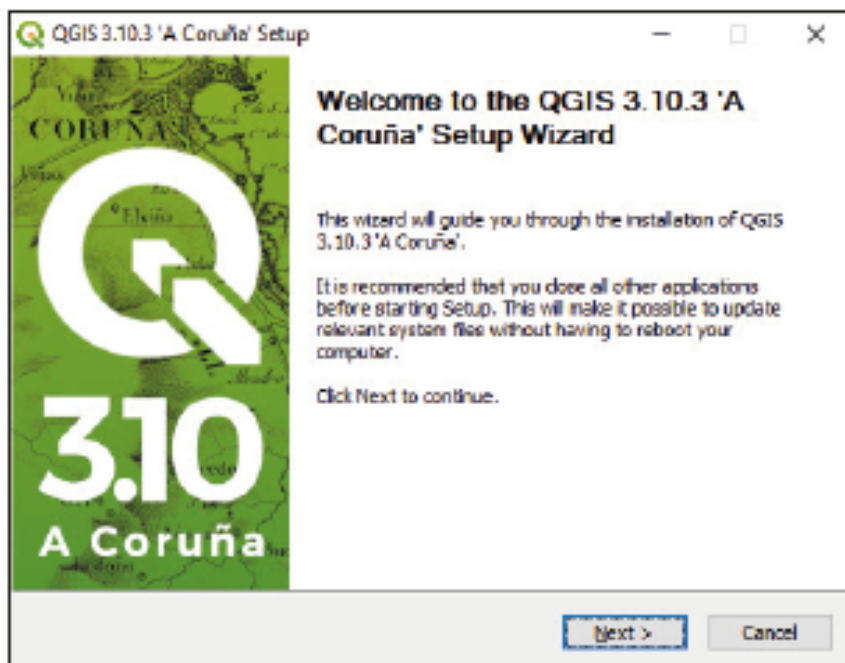 QGIS 3.10.3 'A Coruña' Setup
Welcome to the QGIS 3.10.3 'A
Coruña' Setup Wizard
This wizard will guide you through the installation of QGIS
3.10.3 'A Coruña'.
It is recommended that you close all other applications
before starting Setup. This will make it possible to update
relevant system files without having to reboot your
computer.
Click Next to continue.
CORUÑA
Elviña
3.10
A Coruña
Next >
Cancel